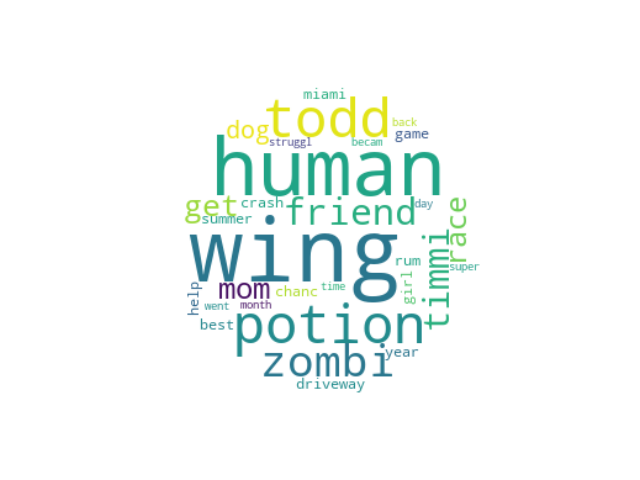 miami
todd
back
dog
game
struggl
becam
human
get
crash
friend
day
race
summer
wing
timmi
rum
super
mom
chanc
time
girl
help
went
month
potion
best
zombi
year
driveway